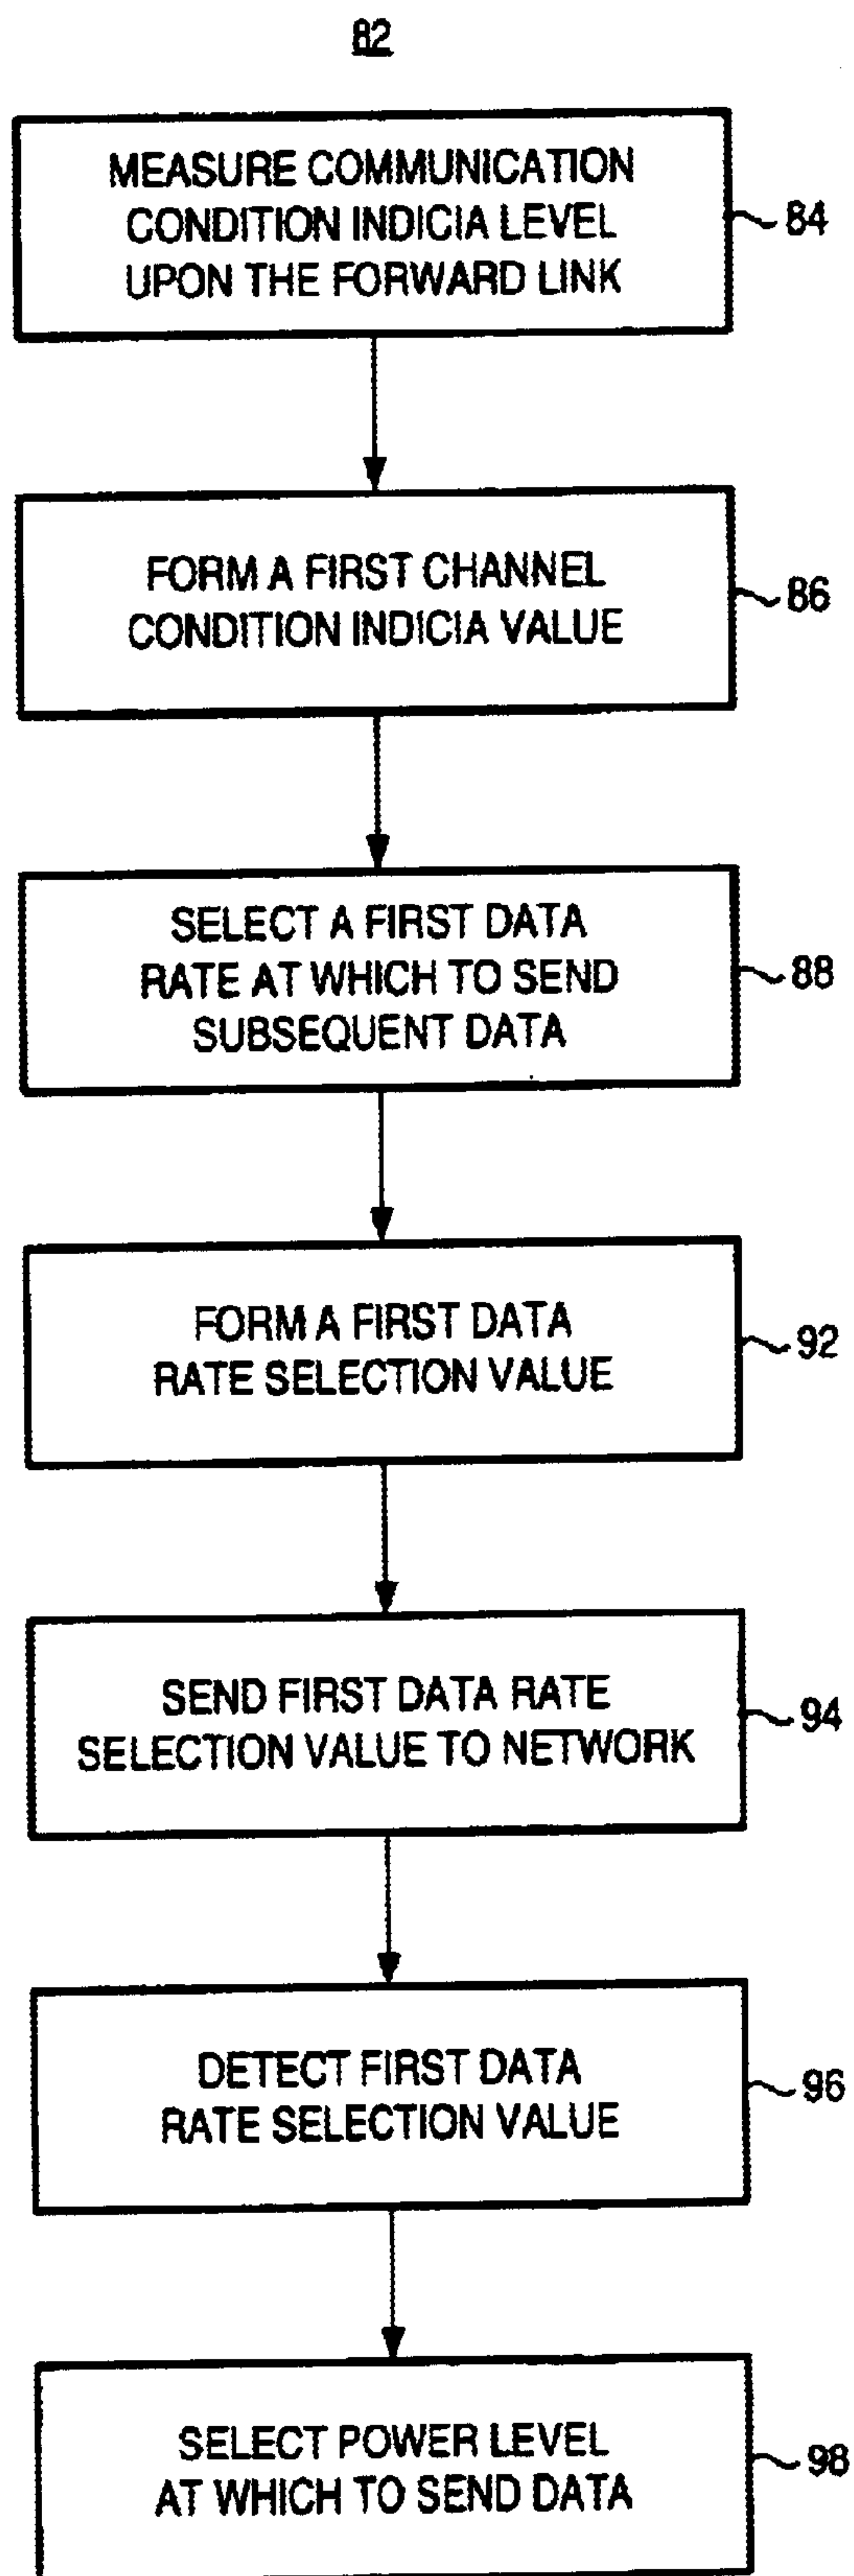 82
MEASURE COMMUNICATION
CONDITION INDICIA LEVEL
UPON THE FORWARD LINK
84
FORM A FIRST CHANNEL
CONDITION INDICIA VALUE
86
SELECT A FIRST DATA
RATE AT WHICH TO SEND
SUBSEQUENT DATA
88
FORM A FIRST DATA
RATE SELECTION VALUE
92
SEND FIRST DATA RATE
SELECTION VALUE TO NETWORK
94
DETECT FIRST DATA
RATE SELECTION VALUE
96
SELECT POWER LEVEL
AT WHICH TO SEND DATA
98